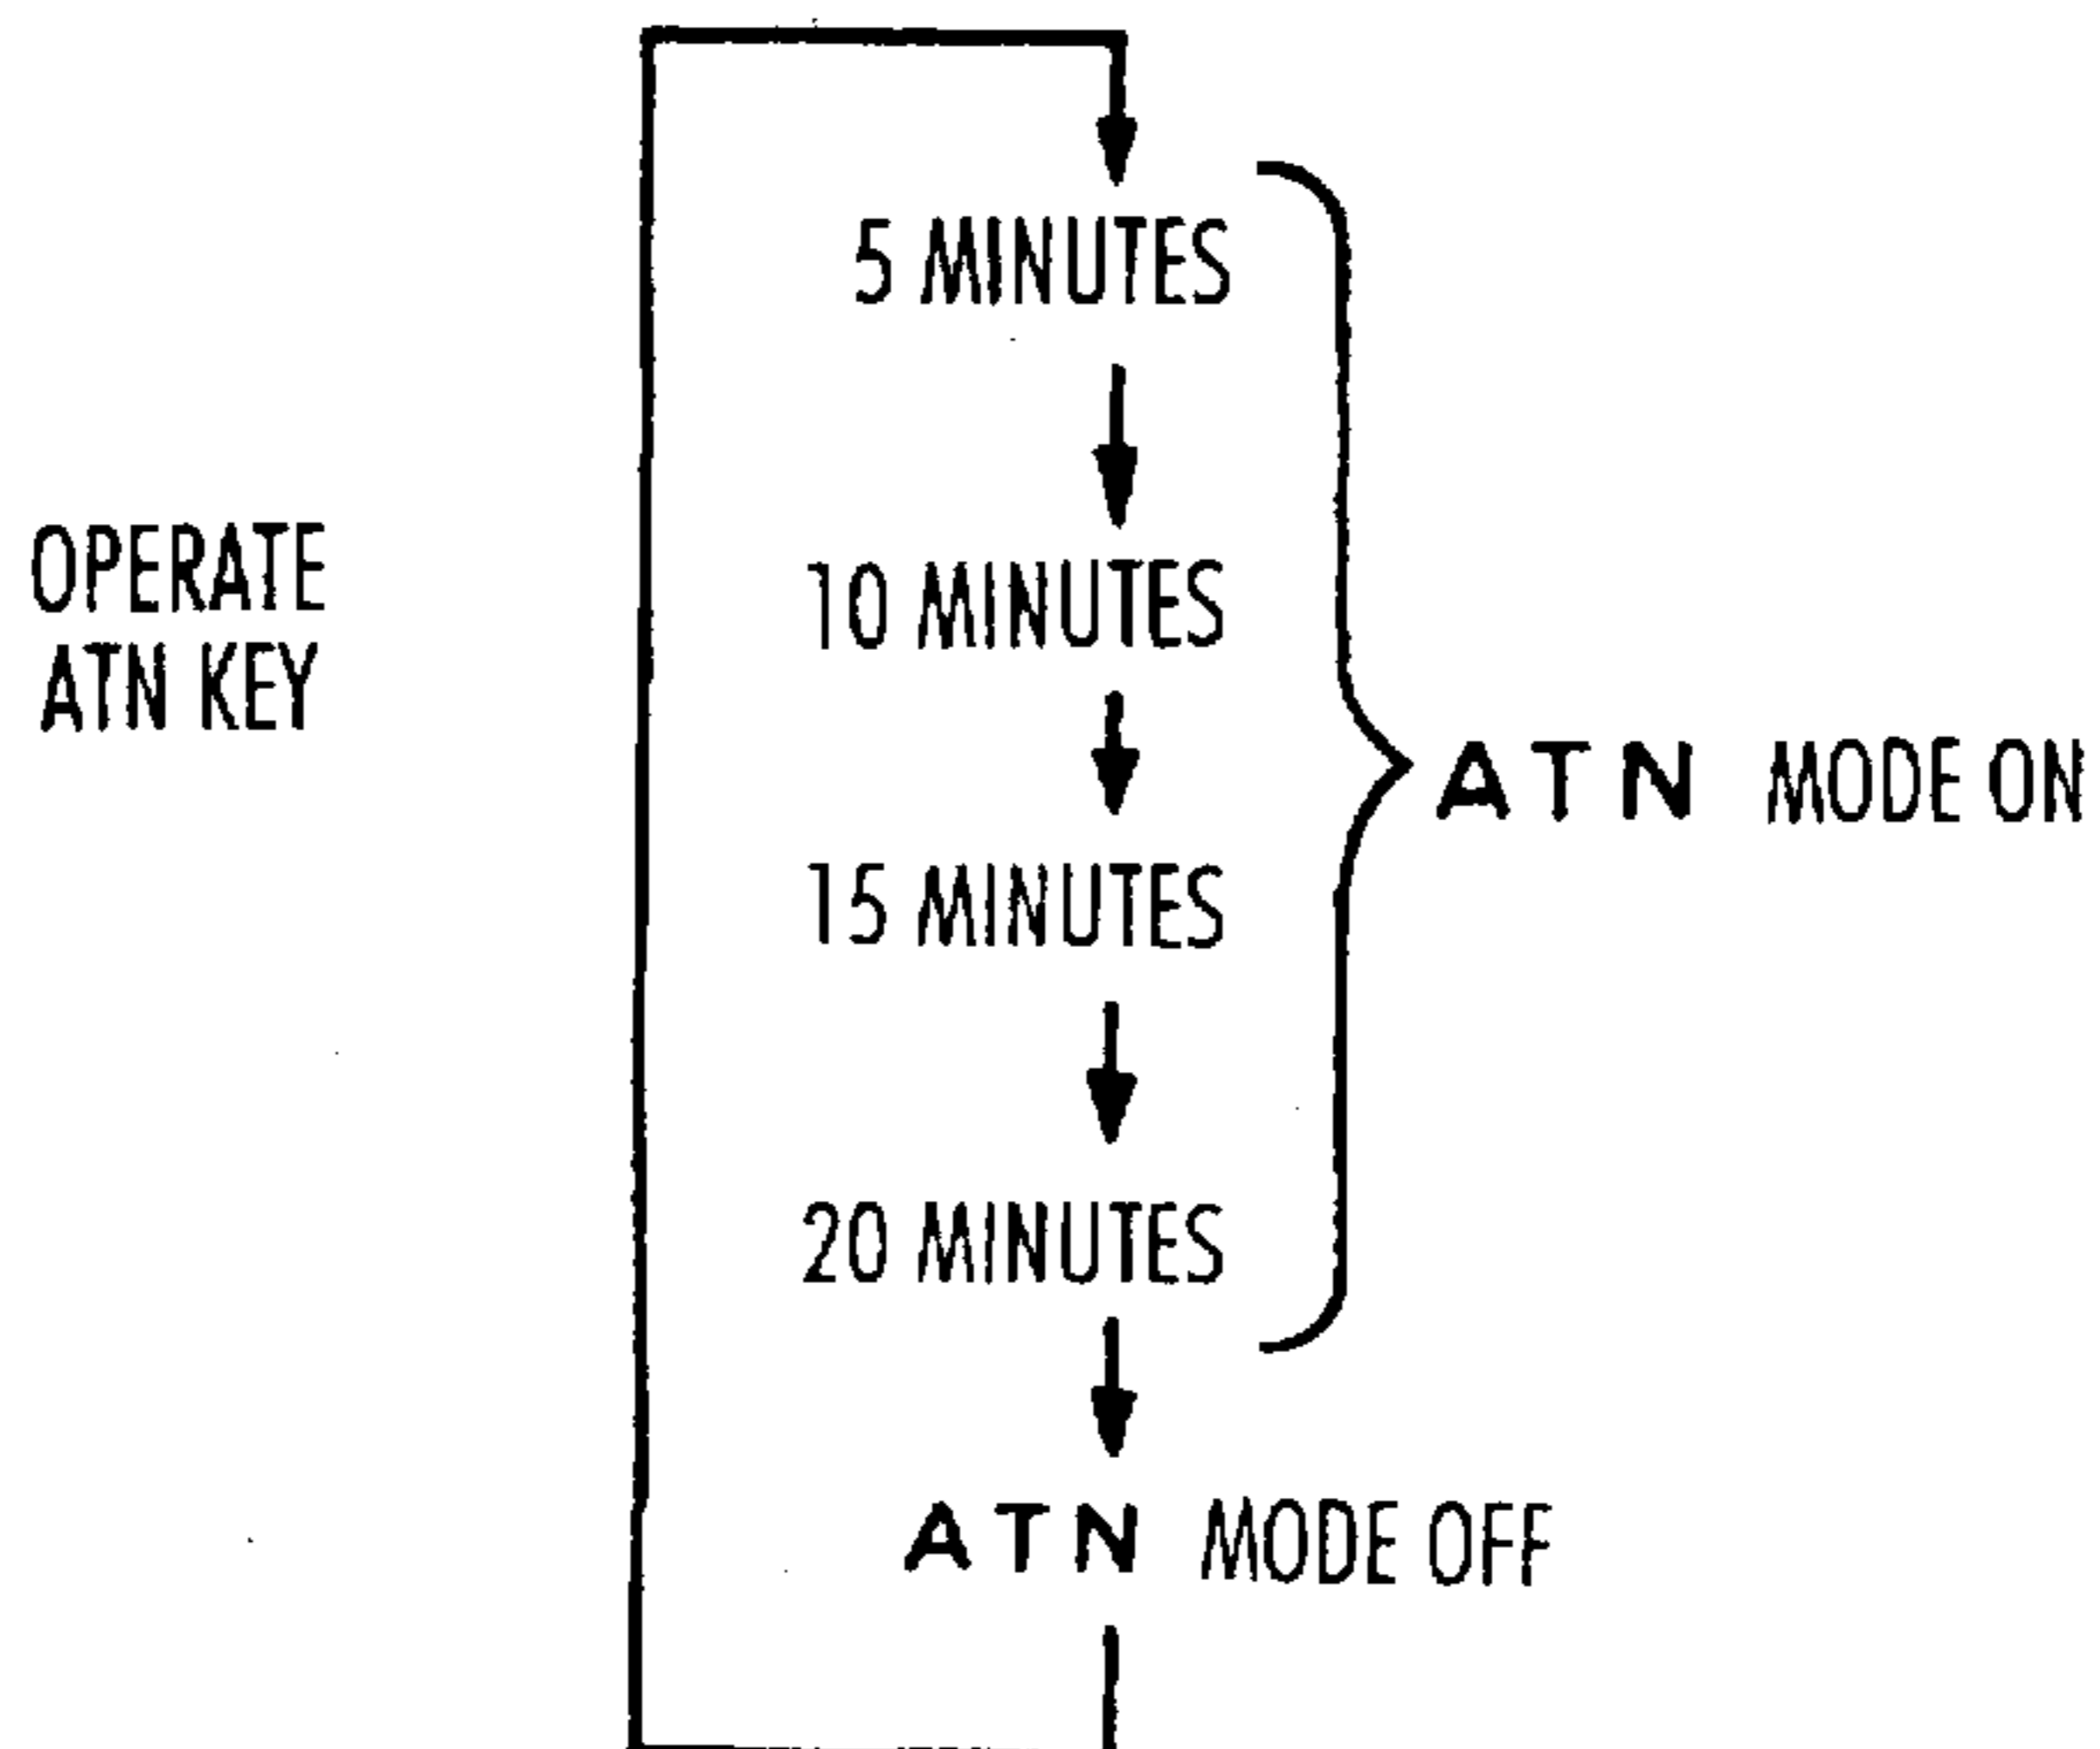 5 MINUTES
10 MINUTES
OPERATE
ATN KEY
ATN MODE ON
15 MINUTES
20 MINUTES
ATN MODE OFF